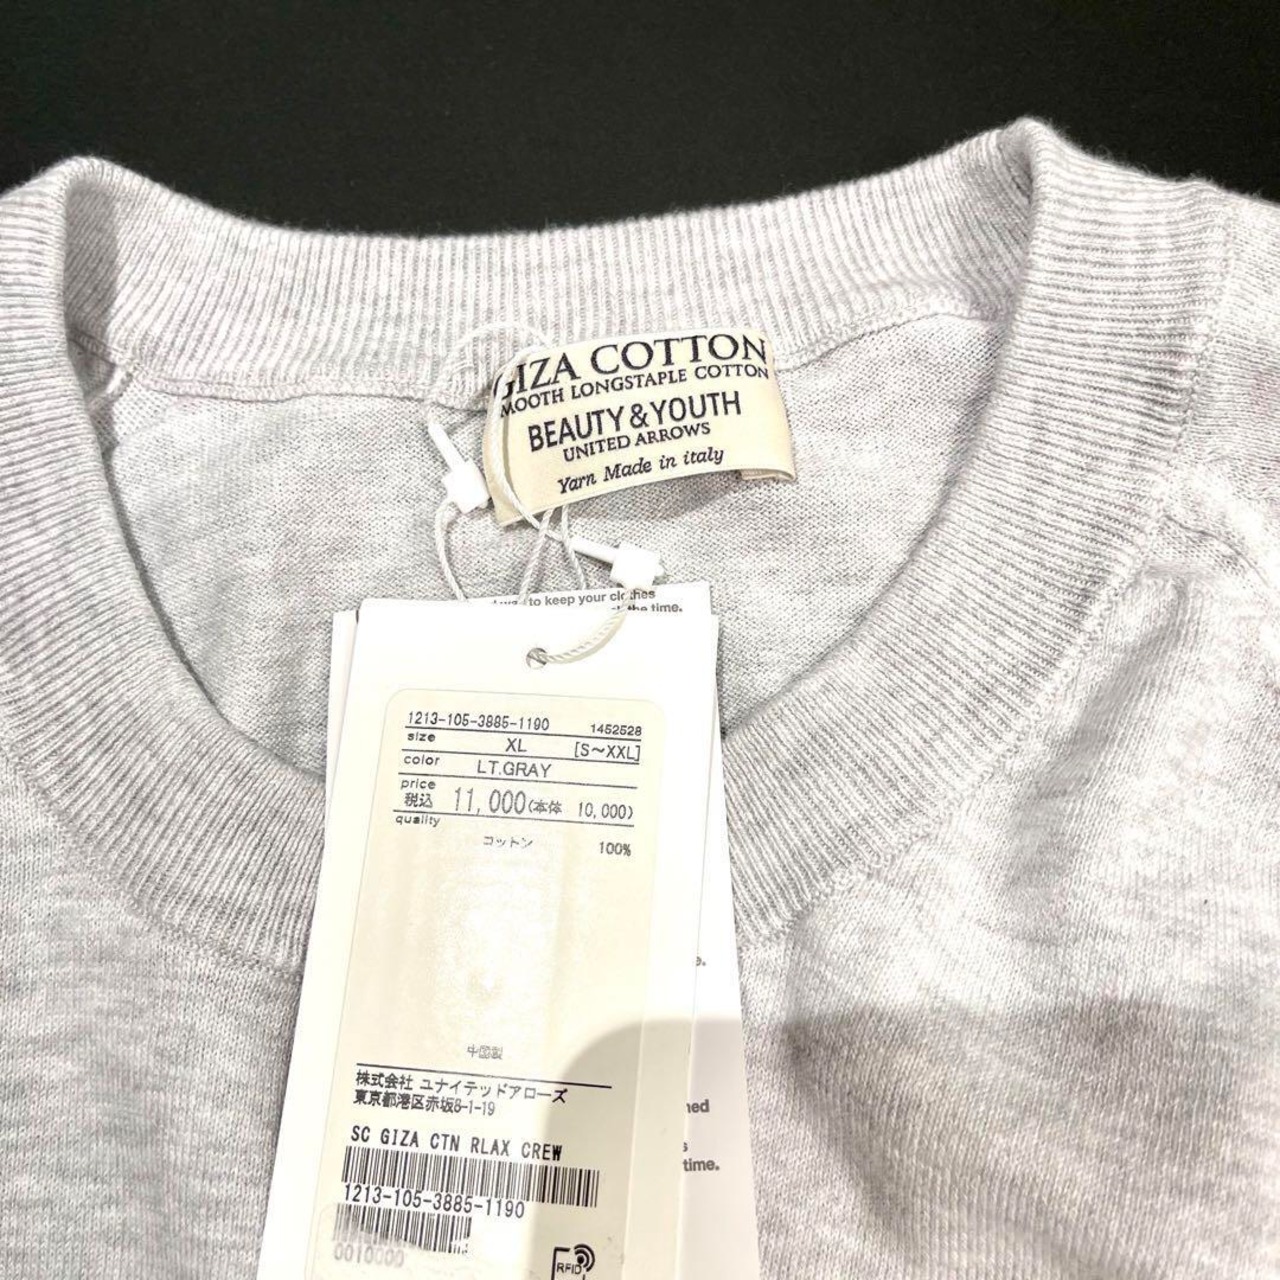 GIZA COTTON
MOOTH LONGSTAPLE COTTON
BEAUTY&YOUTH
UNITED ARROWS
Yarn Made in italy
to keep your clothes
the time.
1213-105-3885-1190 1452528
size XL [S〜XXL]
color LT.GRAY
price
税込 11,000(本体 10,000)
quality
コットン 100%
中国製
株式会社 ユナイテッドアローズ
東京都港区赤坂8-1-19
SC GIZA CTN RLAX CREW
1213-105-3885-1190
RFID
time.